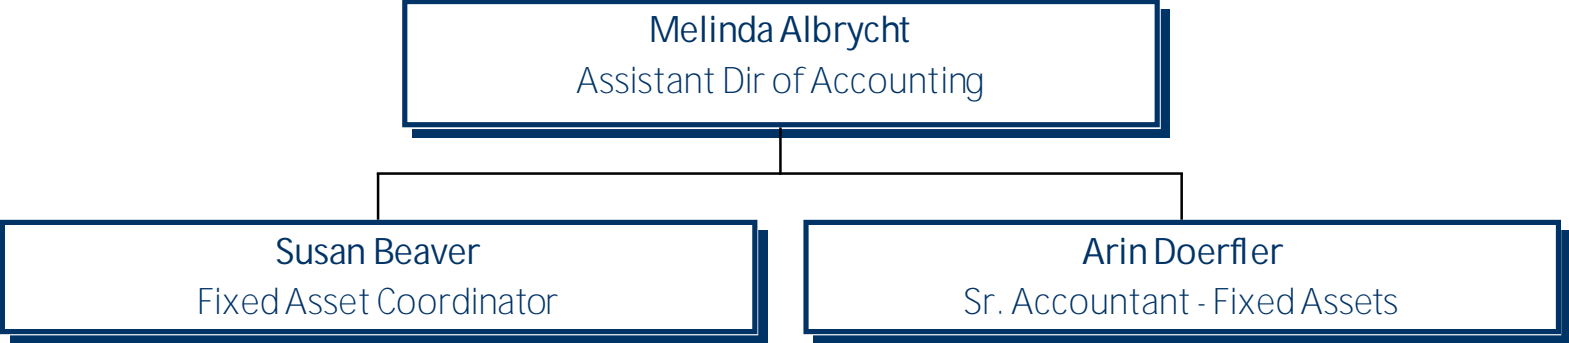 Melinda Albrycht
Assistant Dir of Accounting
Susan Beaver
Fixed Asset Coordinator
Arin Doerfler
Sr. Accountant - Fixed Assets